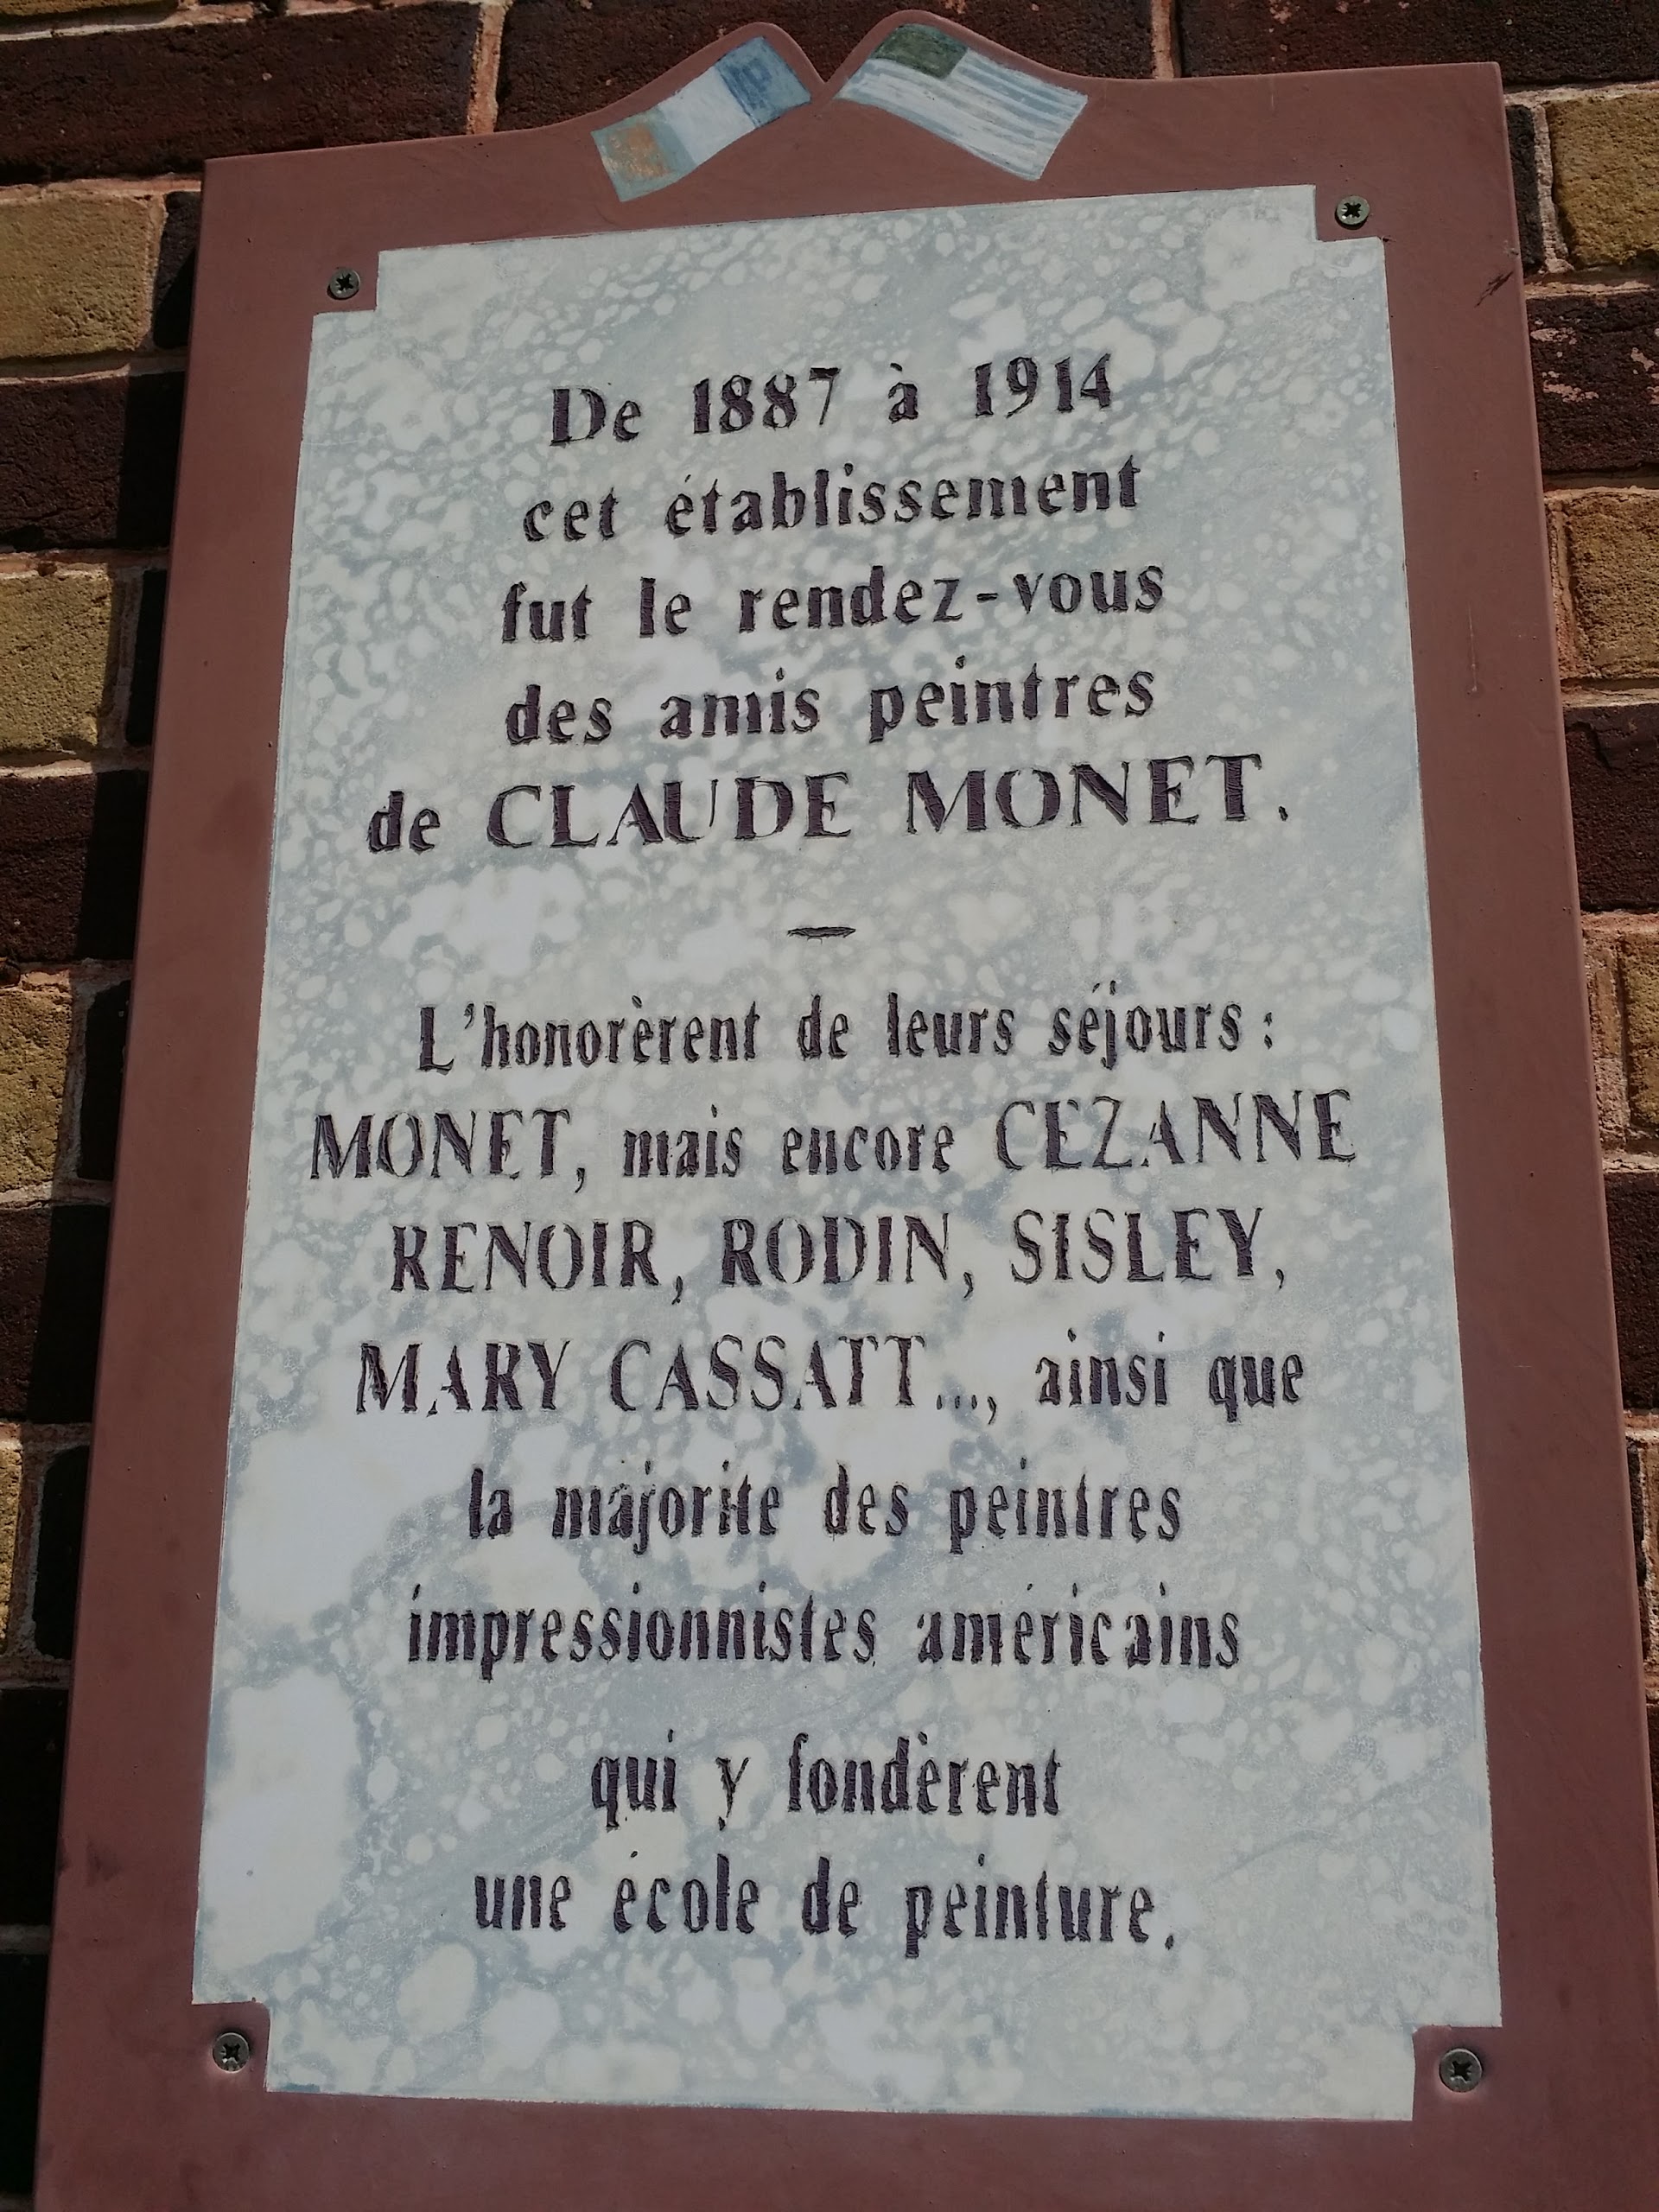 De 1887 à 1914
cet établissement
fut le rendez-vous
des amis peintres
de CLAUDE MONET.
—
L'honorèrent de leurs séjours :
MONET, mais encore CEZANNE
RENOIR, RODIN, SISLEY,
MARY CASSATT..., ainsi que
la majorité des peintres
impressionnistes américains
qui y fondèrent
une école de peinture.